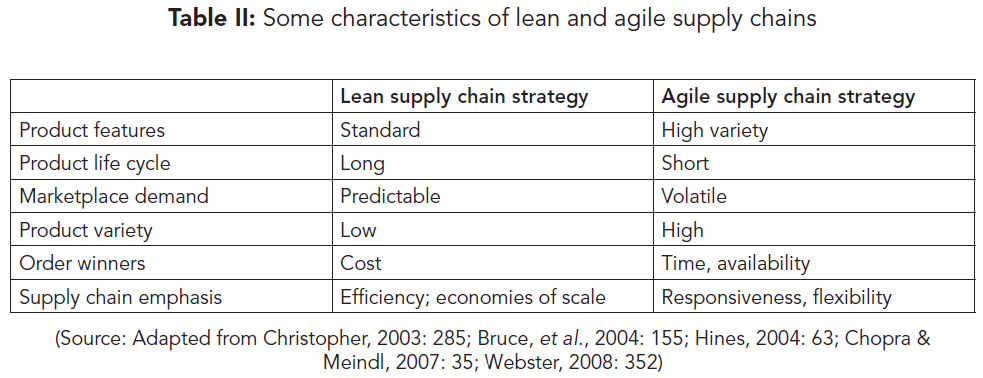 Table II: Some characteristics of lean and agile supply chains
Lean supply chain strategy Agile supply chain strategy
Product features Standard High variety
Product life cycle Long Short
Marketplace demand Predictable Volatile
Product variety Low High
Order winners Cost Time, availability
Supply chain emphasis Efficiency; economies of scale Responsiveness, flexibility
(Source: Adapted from Christopher, 2003: 285; Bruce, et al., 2004: 155; Hines, 2004: 63; Chopra &
Meindl, 2007: 35; Webster, 2008: 352)